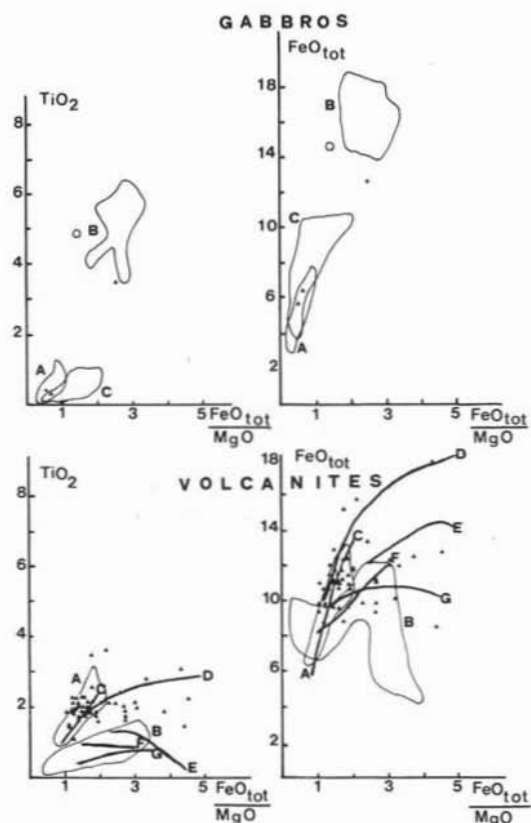 GABBROS
TiO2
8
6
4
2
B
A
C
1
3
5
FeOtot
MgO
FeOtot
18
14
10
6
2
B
C
A
1
3
5
FeOtot
MgO
VOLCANITES
TiO2
8
6
4
2
A
C
D
B
F
G
E
1
3
5
FeOtot
MgO
FeOtot
18
14
10
6
2
D
C
E
F
G
B
A
1
3
5
FeOtot
MgO